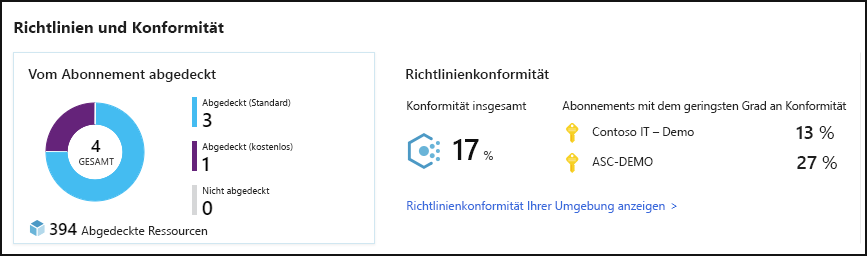 Richtlinien und Konformität
Vom Abonnement abgedeckt
4
GESAMT
Abgedeckt (Standard)
3
Abgedeckt (kostenlos)
1
Nicht abgedeckt
0
394 Abgedeckte Ressourcen
Richtlinienkonformität
Konformität insgesamt
17 %
Abonnements mit dem geringsten Grad an Konformität
Contoso IT – Demo 13 %
ASC-DEMO 27 %
Richtlinienkonformität Ihrer Umgebung anzeigen >